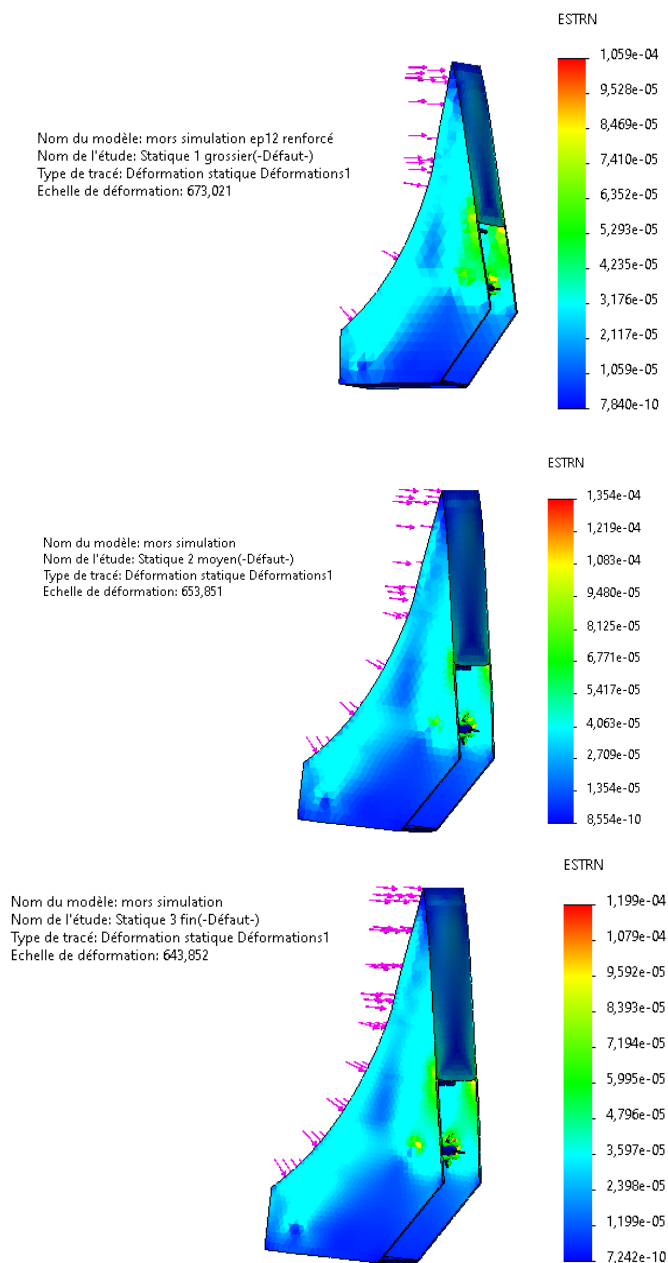 ESTRN
1,059e-04
9,528e-05
8,469e-05
7,410e-05
6,352e-05
5,293e-05
4,235e-05
3,176e-05
2,117e-05
1,059e-05
7,840e-10
Nom du modèle: mors simulation ep12 renforcé
Nom de l'étude: Statique 1 grossier(-Défaut-)
Type de tracé: Déformation statique Déformations1
Echelle de déformation: 673,021
ESTRN
1,354e-04
1,219e-04
1,083e-04
9,480e-05
8,125e-05
6,771e-05
5,417e-05
4,063e-05
2,709e-05
1,354e-05
8,554e-10
Nom du modèle: mors simulation
Nom de l'étude: Statique 2 moyen(-Défaut-)
Type de tracé: Déformation statique Déformations1
Echelle de déformation: 653,851
ESTRN
1,199e-04
1,079e-04
9,592e-05
8,393e-05
7,194e-05
5,995e-05
4,796e-05
3,597e-05
2,398e-05
1,199e-05
7,242e-10
Nom du modèle: mors simulation
Nom de l'étude: Statique 3 fin(-Défaut-)
Type de tracé: Déformation statique Déformations1
Echelle de déformation: 643,852